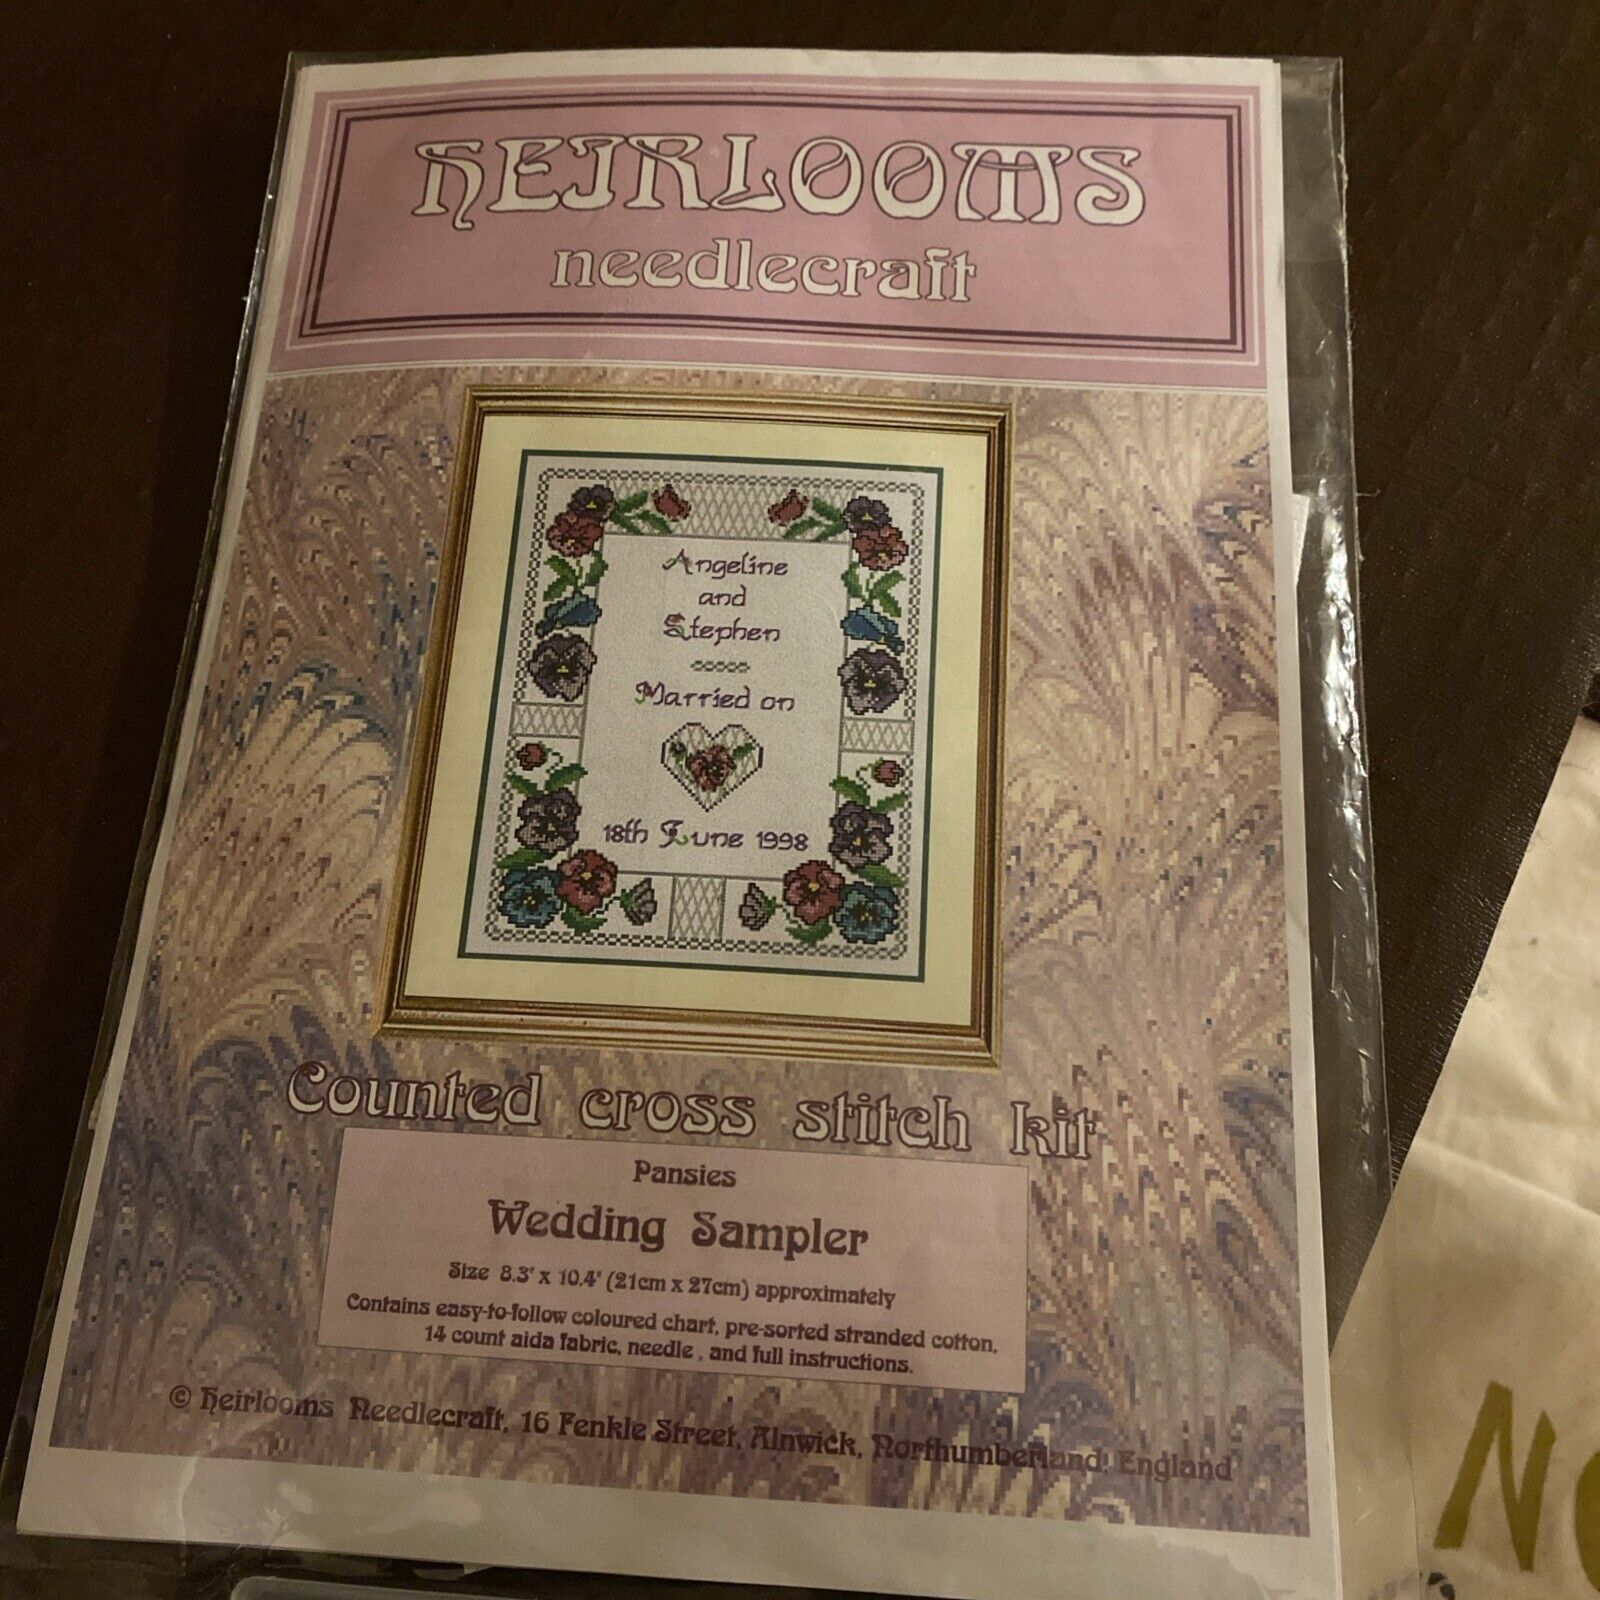 HEIRLOOMS
needlecraft
Angeline
and
Stephen
Married on
18th June 1998
Counted cross stitch kit
Pansies
Wedding Sampler
Size 8.3" x 10.4" (21cm x 27cm) approximately
Contains easy-to-follow coloured chart, pre-sorted stranded cotton,
14 count aida fabric, needle , and full instructions.
© Heirlooms Needlecraft, 16 Fenkle Street, Alnwick, Northumberland, England